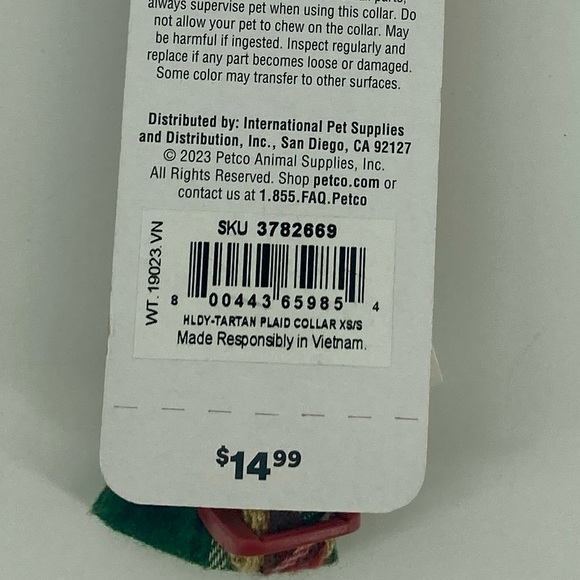 always supervise pet when using this collar. Do
not allow your pet to chew on the collar. May
be harmful if ingested. Inspect regularly and
replace if any part becomes loose or damaged.
Some color may transfer to other surfaces.
Distributed by: International Pet Supplies
and Distribution, Inc., San Diego, CA 92127
© 2023 Petco Animal Supplies, Inc.
All Rights Reserved. Shop petco.com or
contact us at 1.855.FAQ.Petco
WT. 19023.VN
SKU 3782669
8 00443 65985 4
HLDY-TARTAN PLAID COLLAR XS/S
Made Responsibly in Vietnam.
$14.99